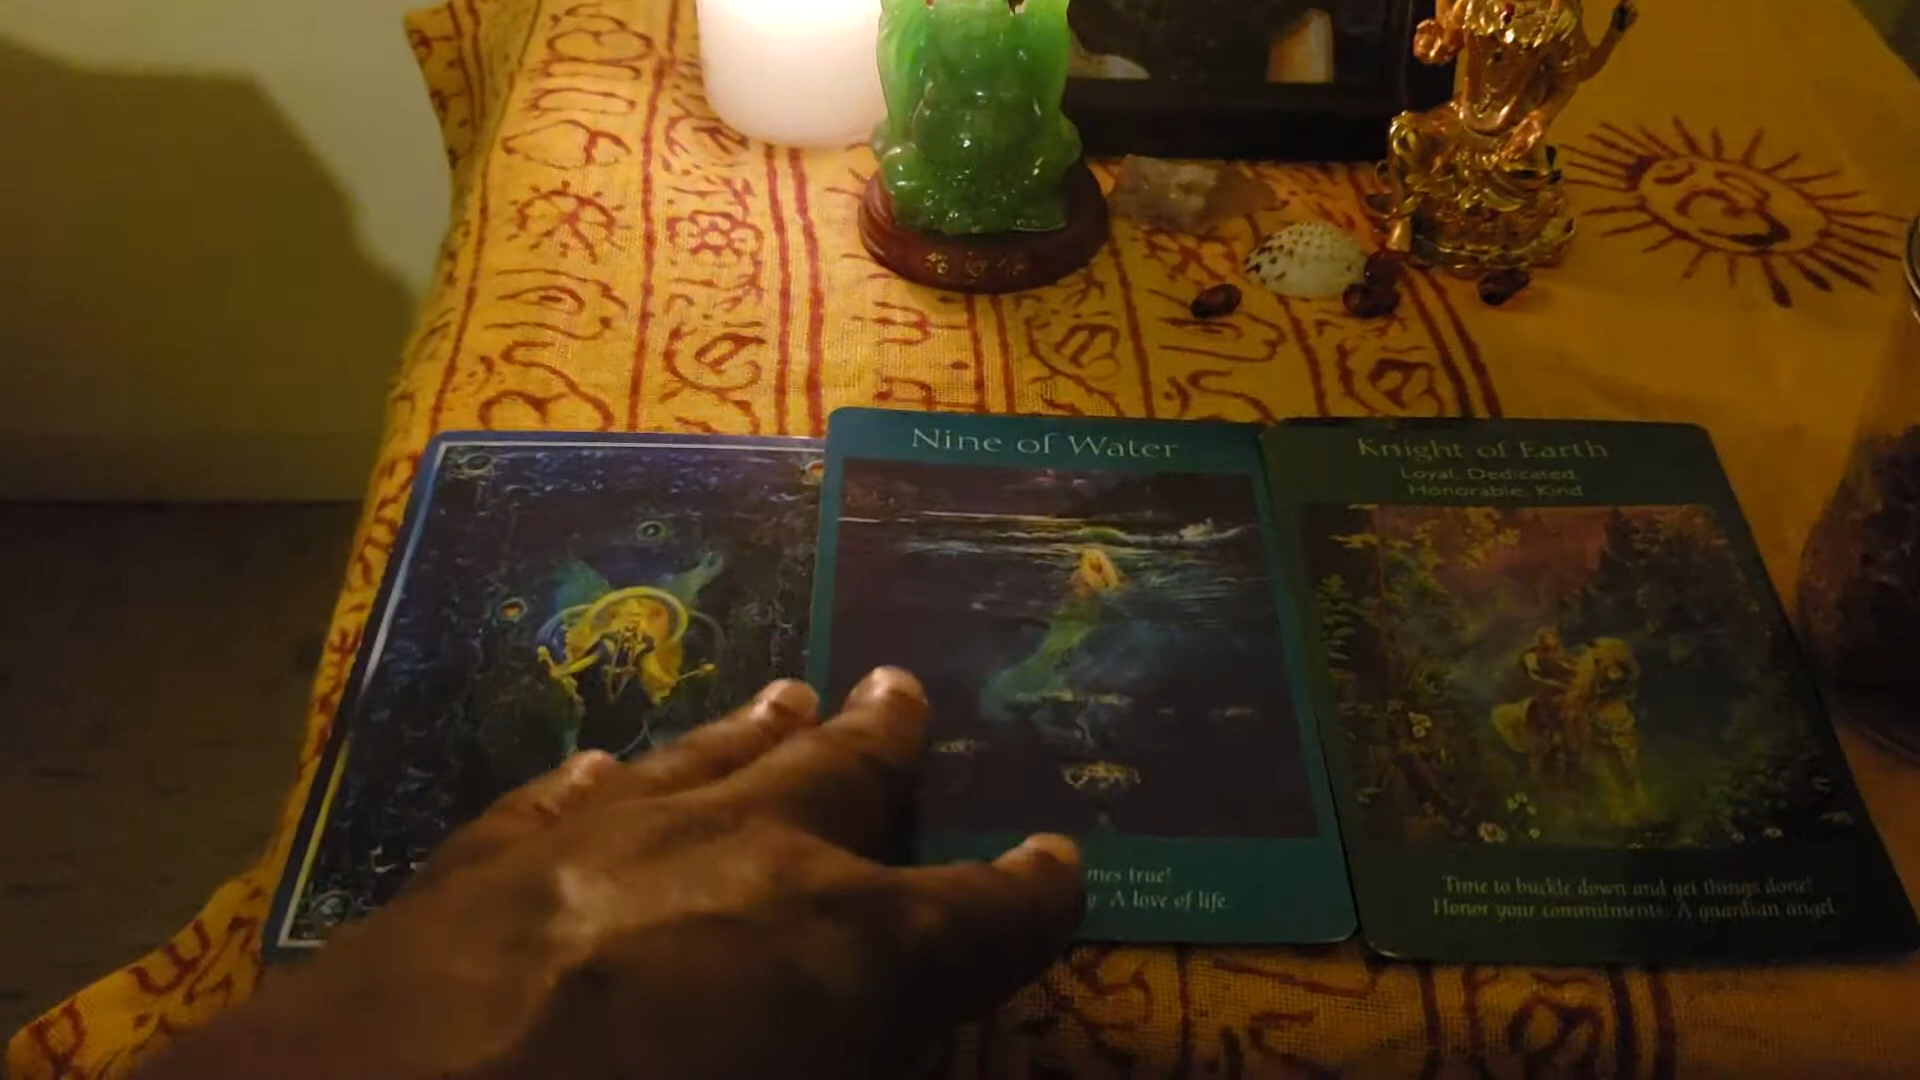 Nine of Water
mes true!
y. A love of life.
Knight of Earth
Loyal, Dedicated,
Honorable, Kind
Time to buckle down and get things done!
Honor your commitments. A guardian angel.